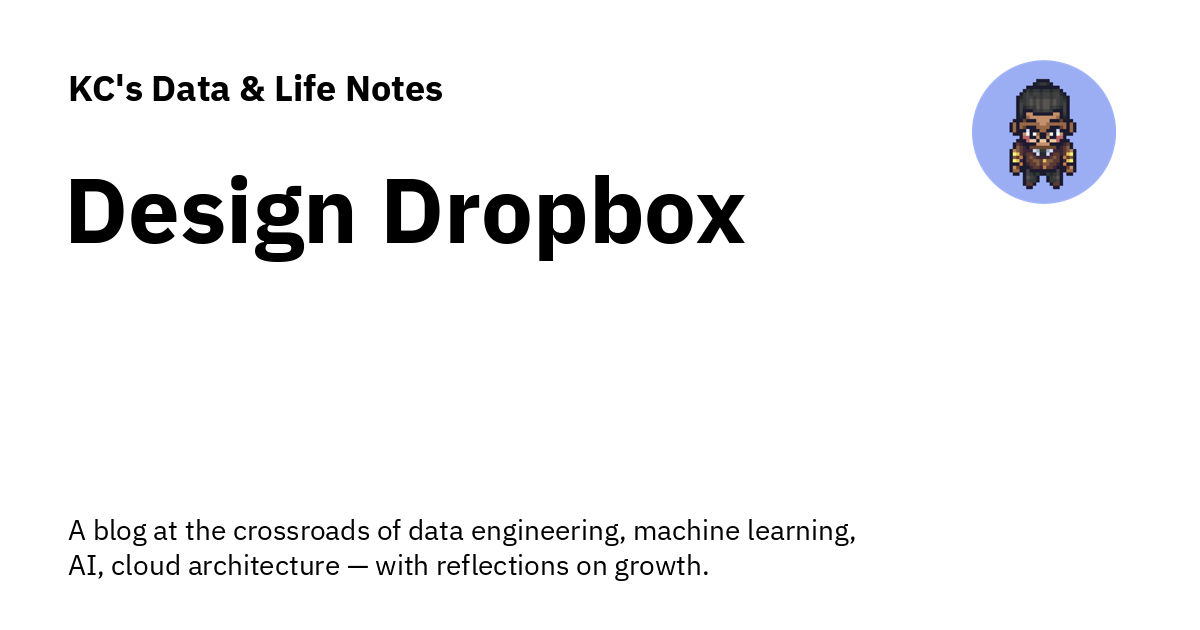 KC's Data & Life Notes
Design Dropbox
A blog at the crossroads of data engineering, machine learning,
AI, cloud architecture — with reflections on growth.